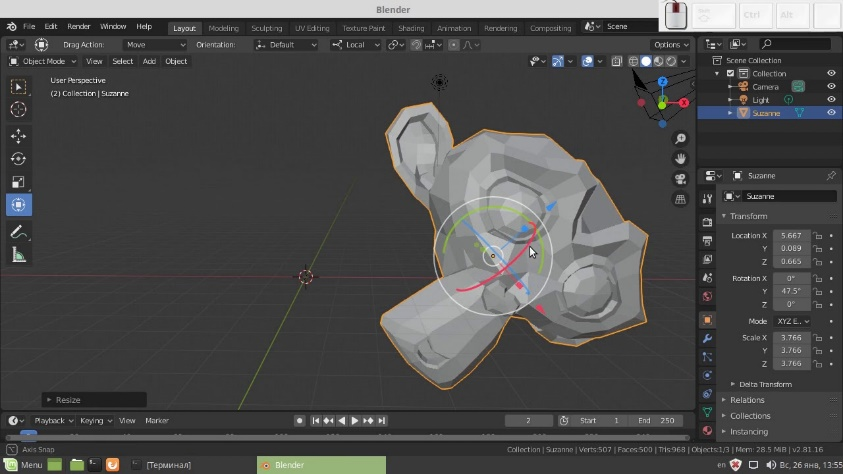 Blender
Ctrl
Alt
File Edit Render Window Help Layout Modeling Sculpting UV Editing Texture Paint Shading Animation Rendering Compositing Scene
Drag Action: Move Orientation: Default Local Options
Object Mode View Select Add Object
User Perspective
(2) Collection | Suzanne
X
Z
Resize
Scene Collection
Collection
Camera
Light
Suzanne
Suzanne
Suzanne
Transform
Location X 5.667
Y 0.089
Z 0.665
Rotation X 0°
Y 47.5°
Z 0°
Mode XYZ E..
Scale X 3.766
Y 3.766
Z 3.766
Delta Transform
Relations
Collections
Instancing
Playback Keying View Marker 2 Start 1 End 250
Axis Snap Collection | Suzanne | Verts:507 | Faces:500 | Tris:968 | Objects:1/3 | Mem: 28.5 MiB | v2.81.16
Menu [Терминал] Blender en Вс, 26 янв, 13:55